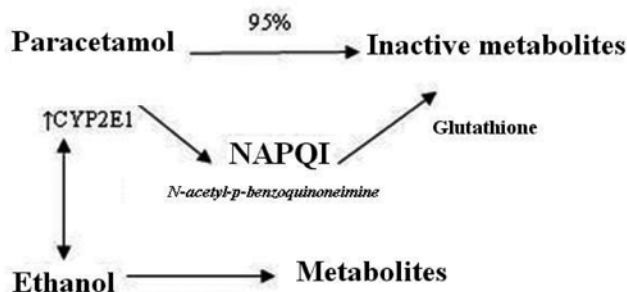 95%
Paracetamol
Inactive metabolites
↑CYP2E1
Glutathione
NAPQI
N-acetyl-p-benzoquinoneimine
Ethanol
Metabolites